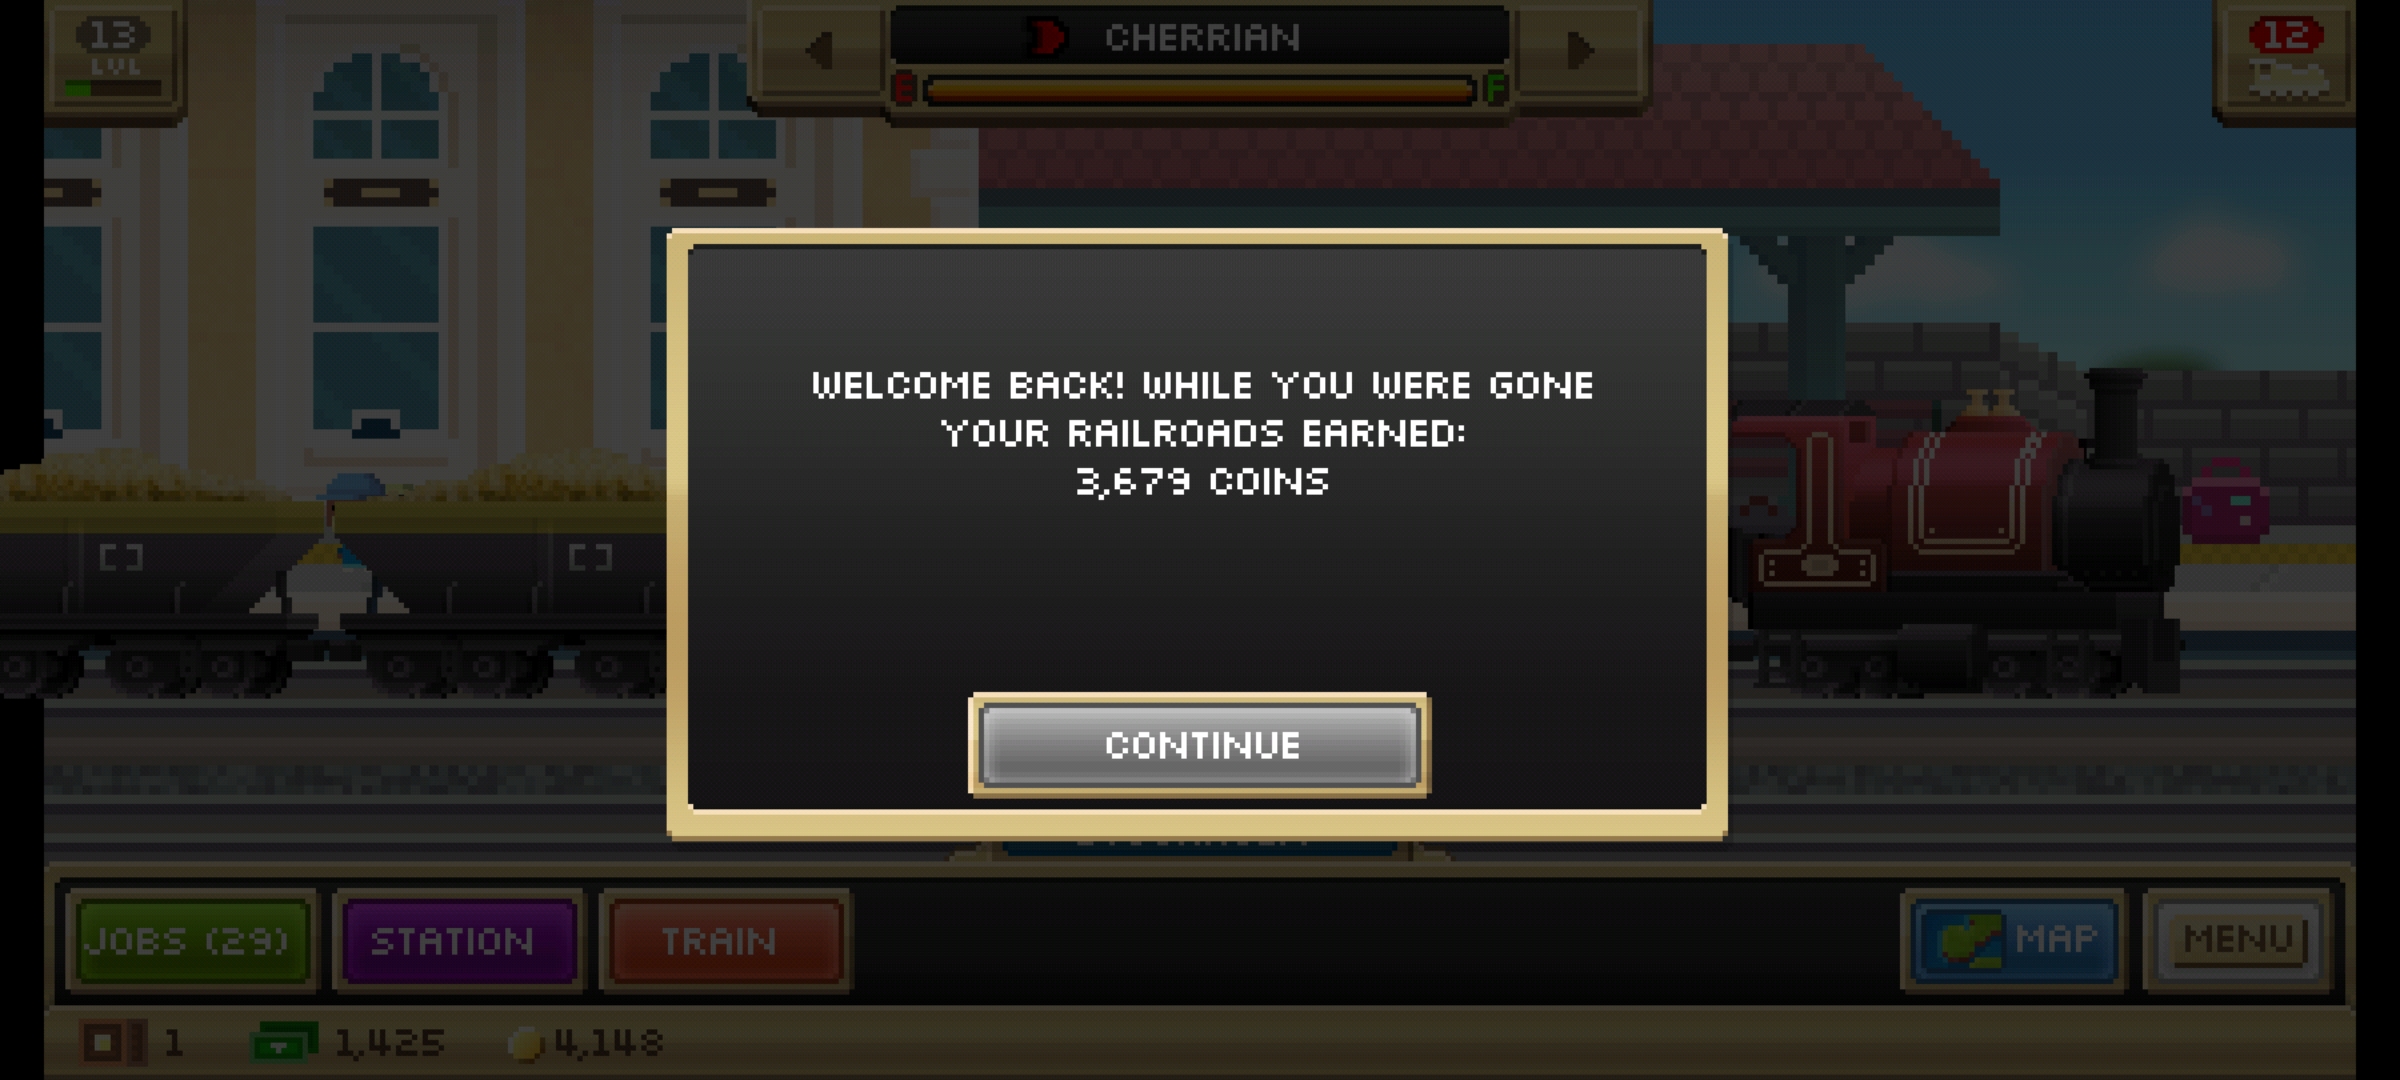 13
LVL
CHERRIAN
E
F
12
WELCOME BACK! WHILE YOU WERE GONE
YOUR RAILROADS EARNED:
3,679 COINS
CONTINUE
JOBS (29)
STATION
TRAIN
MAP
MENU
1
1,425
4,148